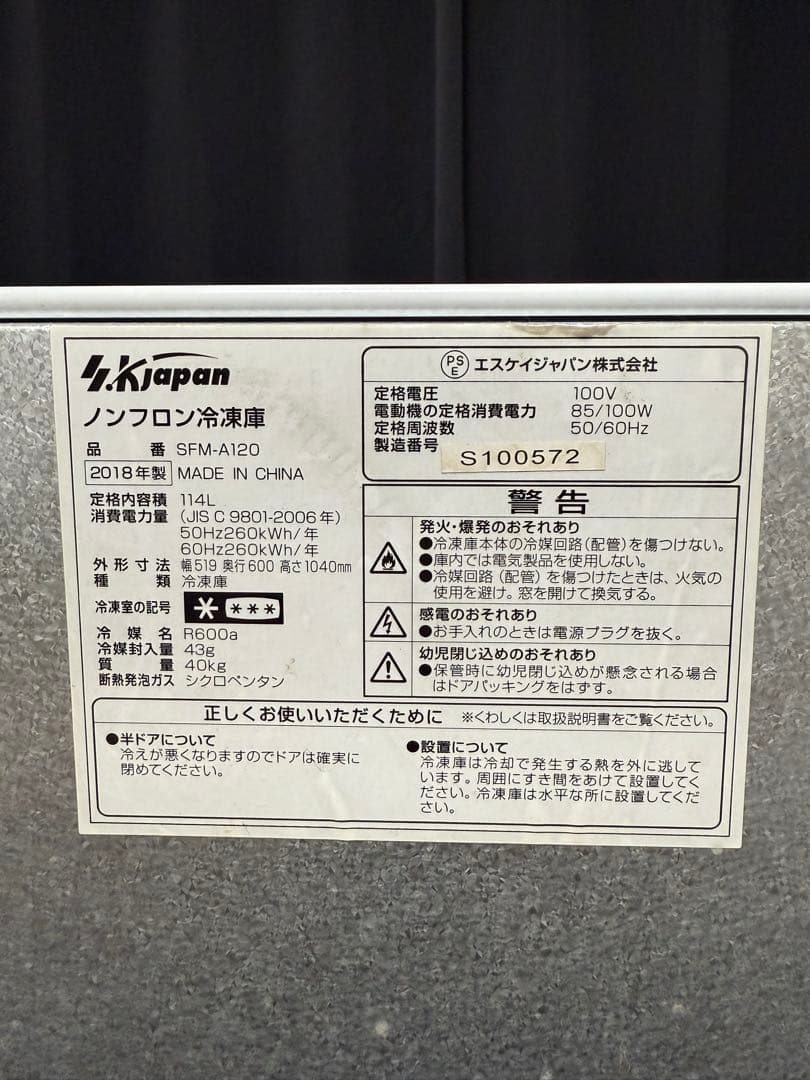 S.K japan
ノンフロン冷凍庫
品 番 SFM-A120
2018年製 MADE IN CHINA
定格内容積 114L
消費電力量 (JIS C 9801-2006年)
50Hz260kWh/年
60Hz260kWh/年
外形寸法 幅519 奥行600 高さ1040mm
種 類 冷凍庫
冷凍室の記号
冷 媒 名 R600a
冷媒封入量 43g
質 量 40kg
断熱発泡ガス シクロペンタン
PS E エスケイジャパン株式会社
定格電圧 100V
電動機の定格消費電力 85/100W
定格周波数 50/60Hz
製造番号 S100572
警告
発火・爆発のおそれあり
●冷凍庫本体の冷媒回路(配管)を傷つけない。
●庫内では電気製品を使用しない。
●冷媒回路(配管)を傷つけたときは、火気の
使用を避け。窓を開けて換気する。
感電のおそれあり
●お手入れのときは電源プラグを抜く。
幼児閉じ込めのおそれあり
●保管時に幼児閉じ込めが懸念される場合
はドアパッキングをはずす。
正しくお使いいただくために ※くわしくは取扱説明書をご覧ください。
●半ドアについて
冷えが悪くなりますのでドアは確実に
閉めてください。
●設置について
冷凍庫は冷却で発生する熱を外に逃して
います。周囲にすき間をあけて設置してく
ださい。冷凍庫は水平な所に設置してくだ
さい。